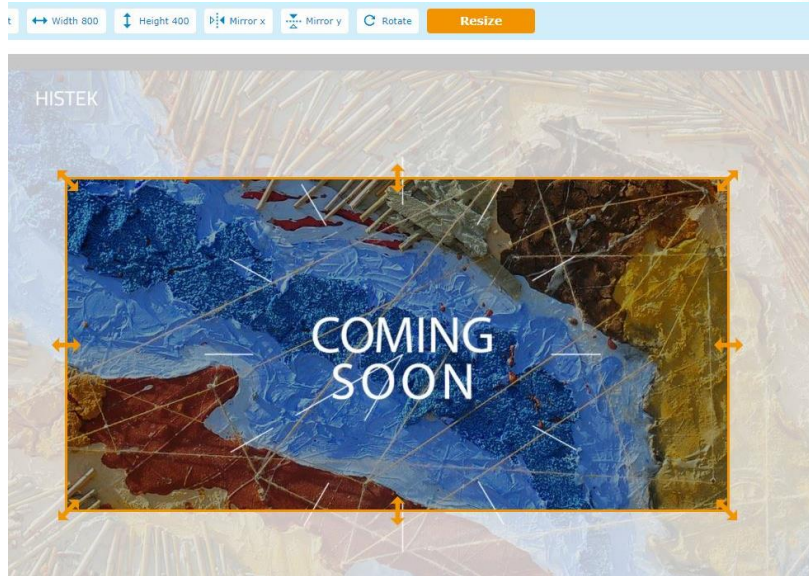 t
Width 800
Height 400
Mirror x
Mirror y
Rotate
Resize
HISTEK
COMING
SOON